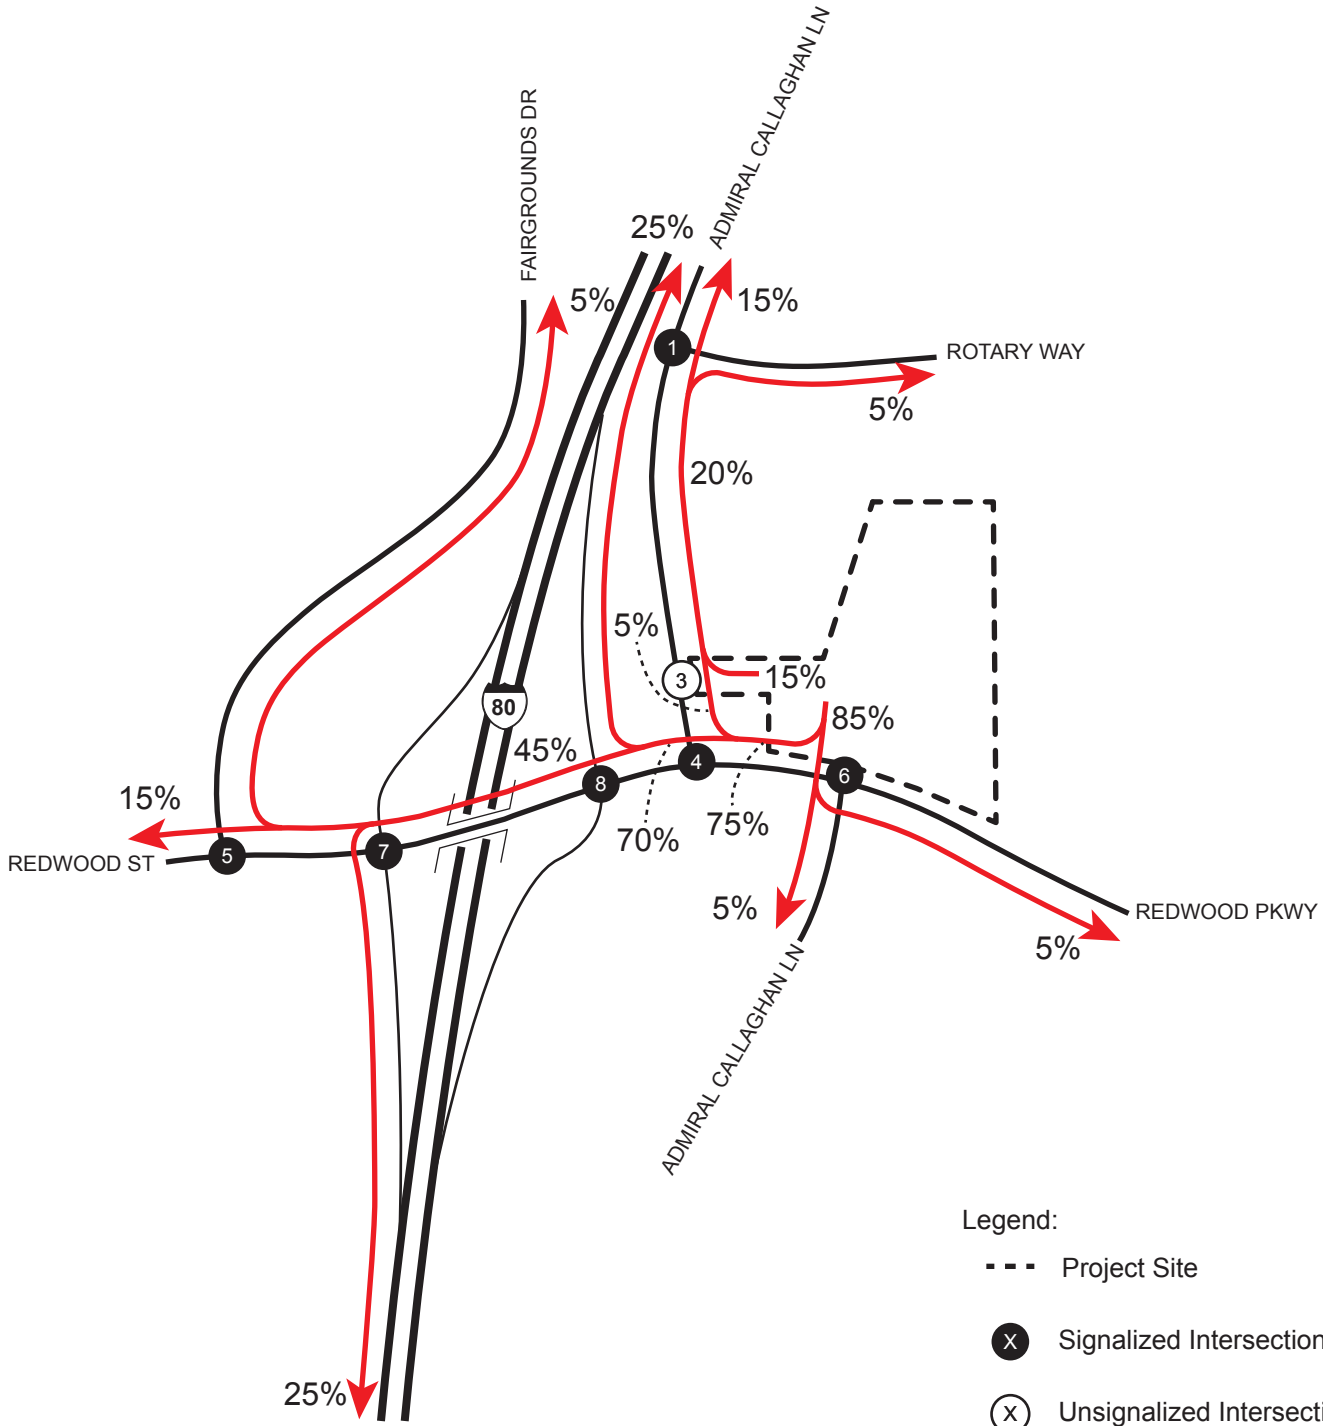 ADMIRAL CALLAGHAN LN
FAIRGROUNDS DR
25%
5%
15%
1
ROTARY WAY
5%
20%
5%
3
15%
80
85%
45%
4
6
8
15%
70%
75%
5
7
REDWOOD ST
5%
REDWOOD PKWY
5%
ADMIRAL CALLAGHAN LN
Legend:
Project Site
X Signalized Intersection
25%
X Unsignalized Intersecti